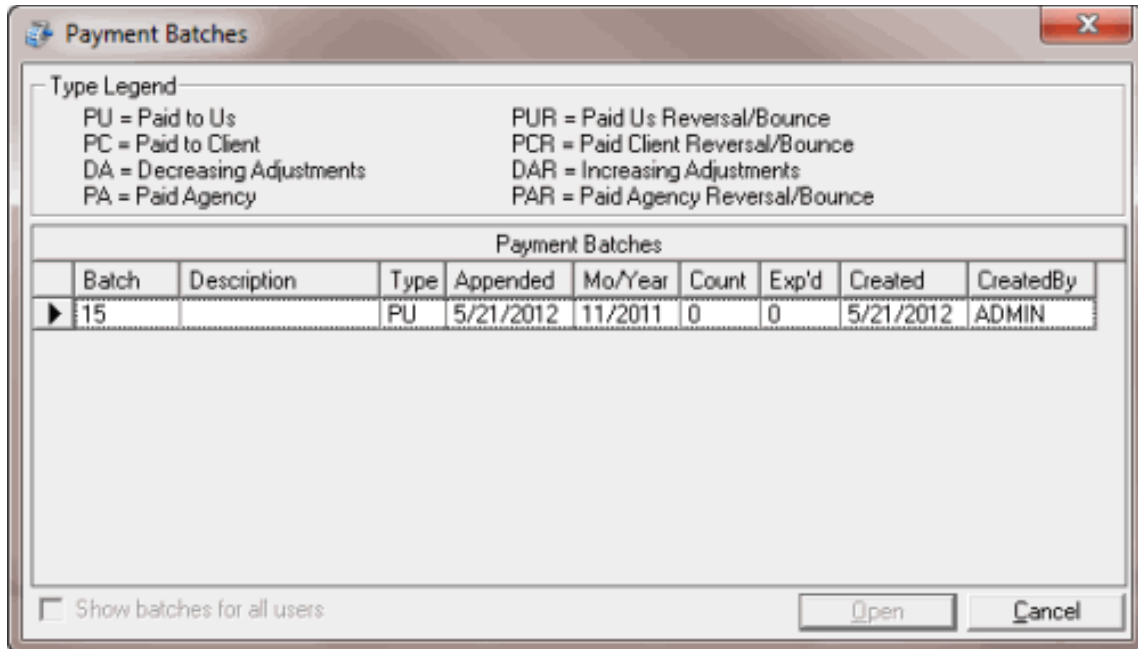 Payment Batches
Type Legend
PU = Paid to Us
PUR = Paid Us Reversal/Bounce
PC = Paid to Client
PCR = Paid Client Reversal/Bounce
DA = Decreasing Adjustments
DAR = Increasing Adjustments
PA = Paid Agency
PAR = Paid Agency Reversal/Bounce
Payment Batches
Batch Description Type Appended Mo/Year Count Exp'd Created CreatedBy
15 PU 5/21/2012 11/2011 0 0 5/21/2012 ADMIN
Show batches for all users Open Cancel